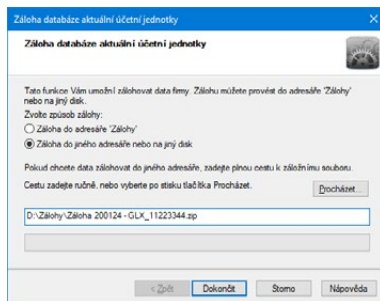 Záloha databáze aktuální účetní jednotky
Záloha databáze aktuální účetní jednotky
Tato funkce Vám umožní zálohovat data firmy. Zálohu můžete provést do adresáře 'Zálohy'
nebo na jiný disk.
Zvolte způsob zálohy:
Záloha do adresáře 'Zálohy'
Záloha do jiného adresáře nebo na jiný disk
Pokud chcete data zálohovat do jiného adresáře, zadejte plnou cestu k záložnímu souboru.
Cestu zadejte ručně, nebo vyberte po stisku tlačítka Procházet.
Procházet...
D:\Zálohy\Záloha 200124 - GLX_11223344.zip
< Zpět
Dokončit
Storno
Nápověda